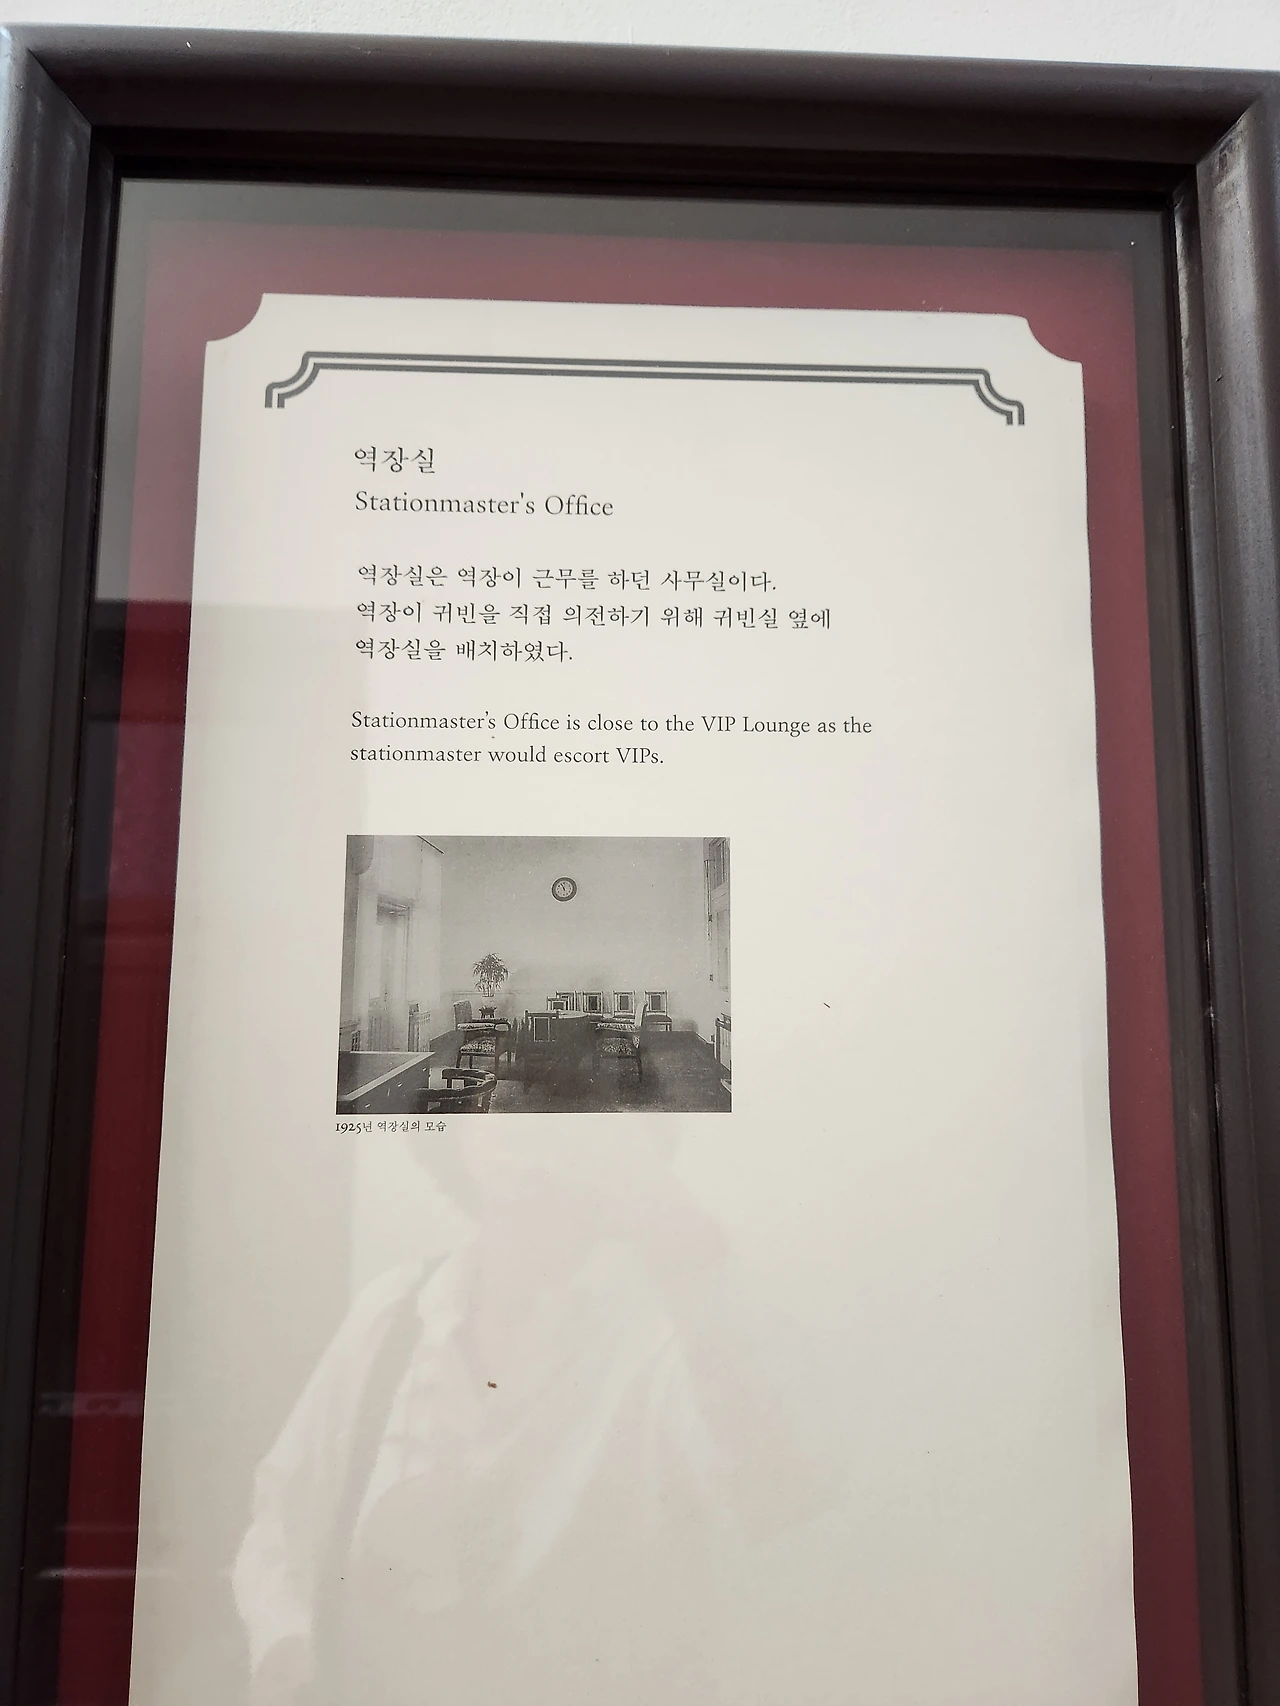 역장실
Stationmaster's Office
역장실은 역장이 근무를 하던 사무실이다.
역장이 귀빈을 직접 의전하기 위해 귀빈실 옆에
역장실을 배치하였다.
Stationmaster’s Office is close to the VIP Lounge as the
stationmaster would escort VIPs.
1925년 역장실의 모습